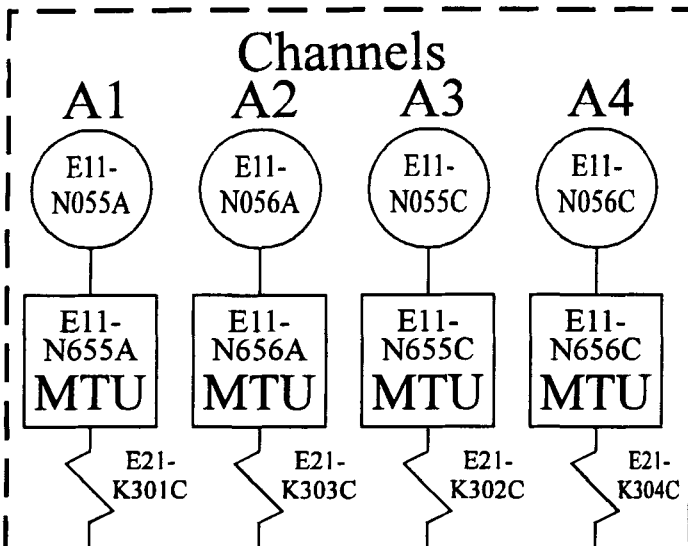 Channels
A1 A2 A3 A4
E11- E11- E11- E11-
N055A N056A N055C N056C
E11- E11- E11- E11-
N655A N656A N655C N656C
MTU MTU MTU MTU
E21- E21- E21- E21-
K301C K303C K302C K304C